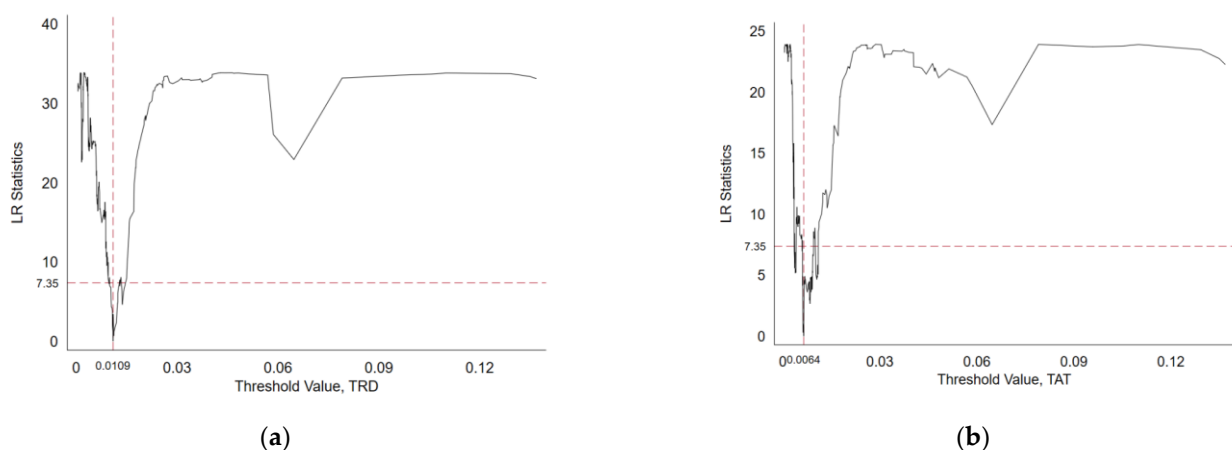 40
30
20
10
7.35
0
LR Statistics
0 0.0109 0.03 0.06 0.09 0.12
Threshold Value, TRD
(a)
25
20
15
10
7.35
5
0
LR Statistics
0 0.0064 0.03 0.06 0.09 0.12
Threshold Value, TAT
(b)